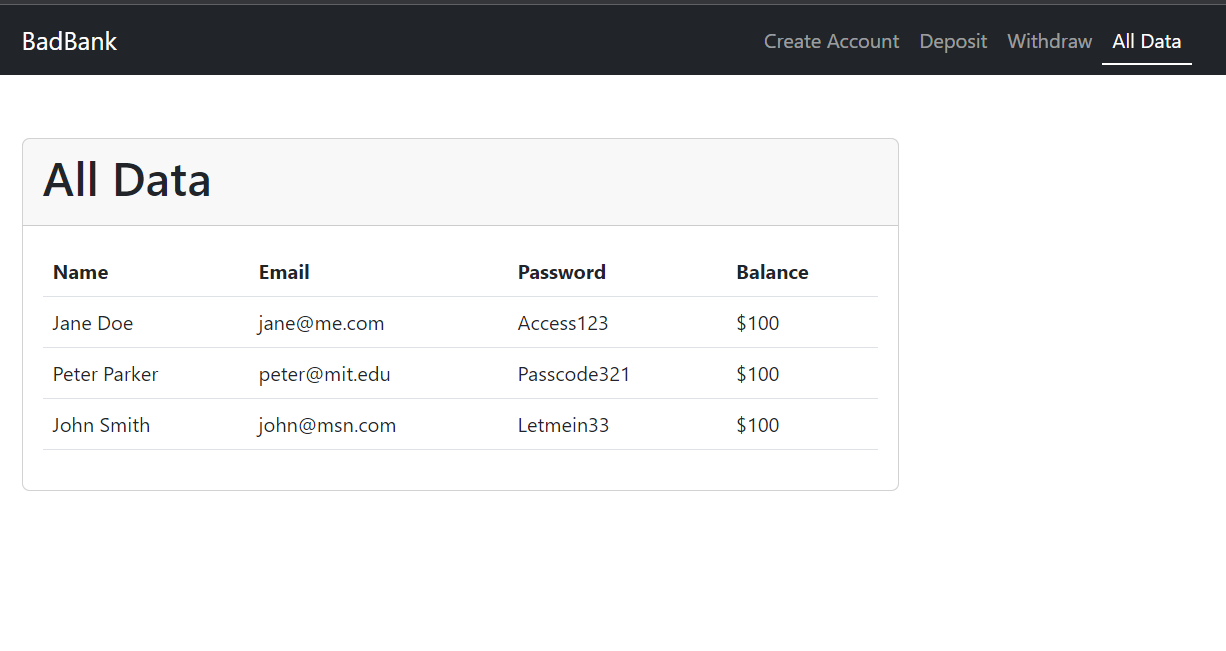 BadBank Create Account Deposit Withdraw All Data
All Data
Name Email Password Balance
Jane Doe jane@me.com Access123 $100
Peter Parker peter@mit.edu Passcode321 $100
John Smith john@msn.com Letmein33 $100